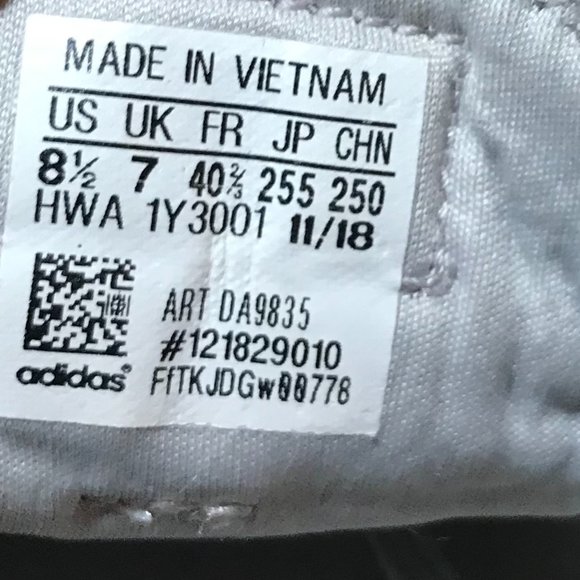 MADE IN VIETNAM
US UK FR JP CHN
8½ 7 40⅔ 255 250
HWA 1Y3001 11/18
ART DA9835
#121829010
adidas® FfTKJDGw00778